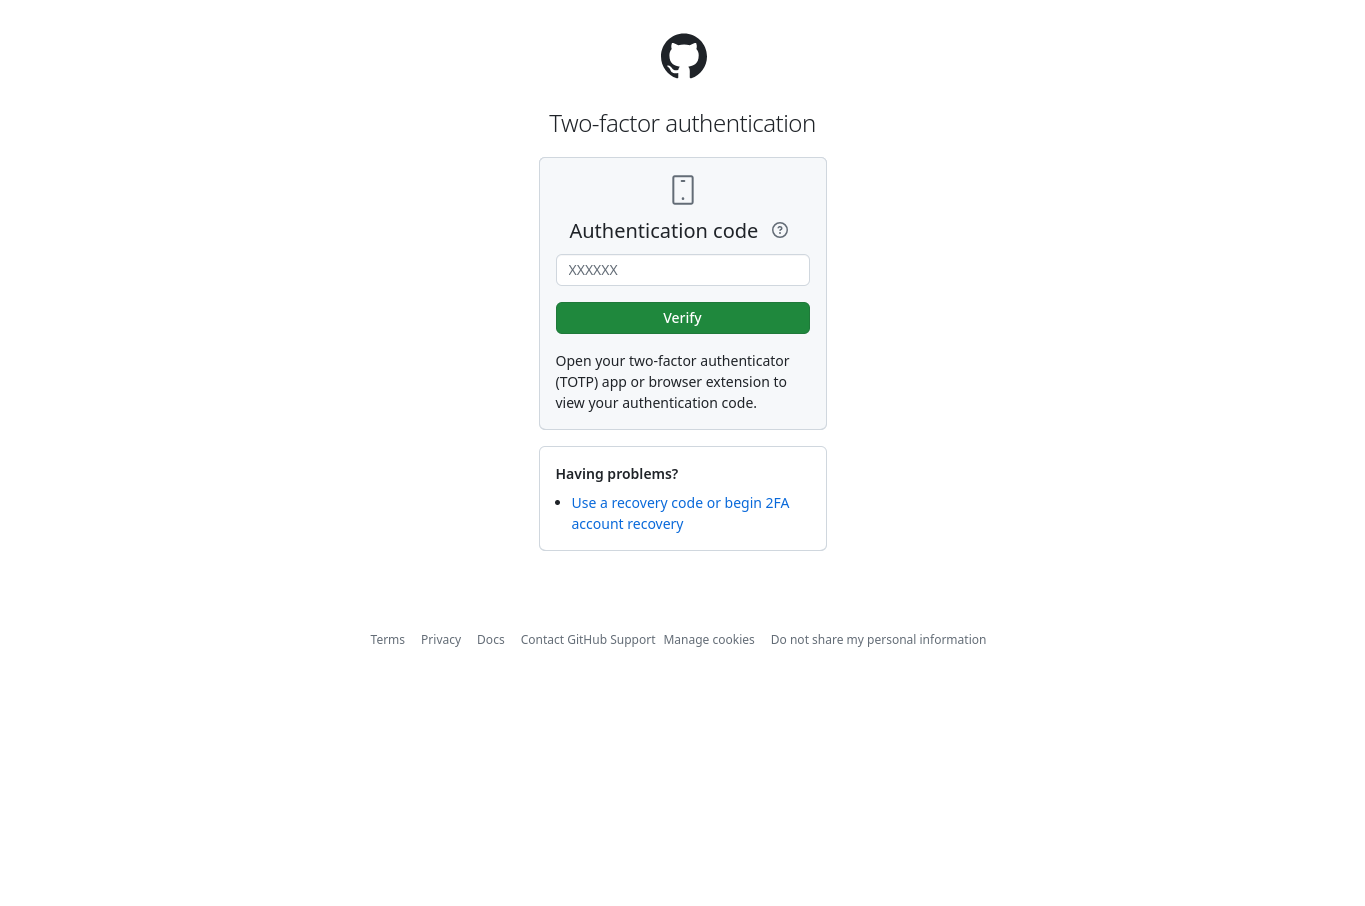 Two-factor authentication
Authentication code
XXXXXX
Verify
Open your two-factor authenticator
(TOTP) app or browser extension to
view your authentication code.
Having problems?
Use a recovery code or begin 2FA
account recovery
Terms Privacy Docs Contact GitHub Support Manage cookies Do not share my personal information